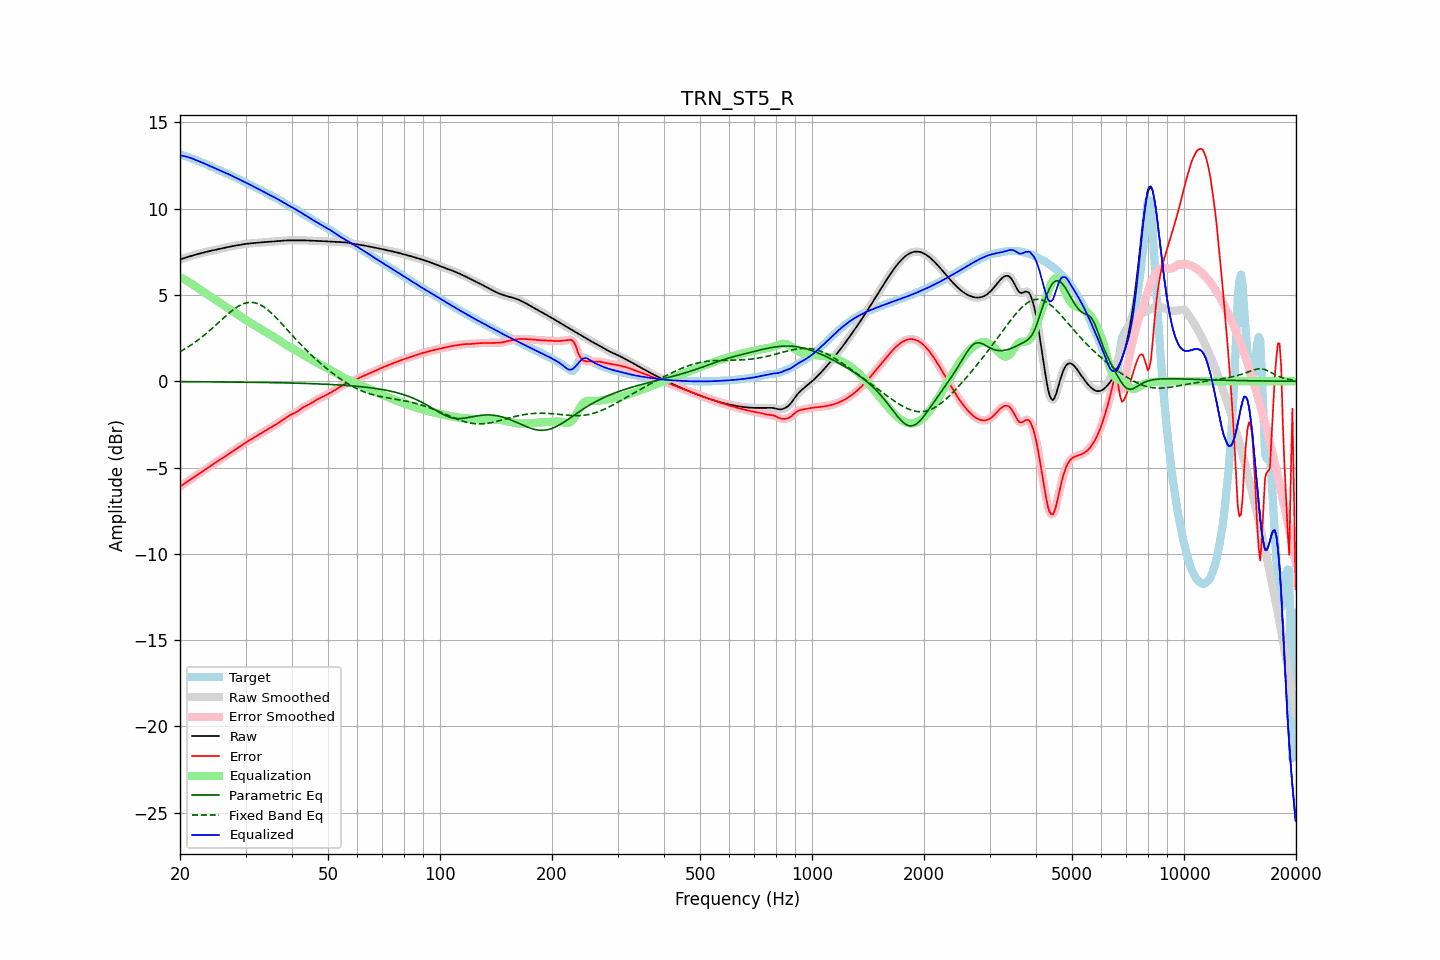 TRN_ST5_R
Amplitude (dBr)
15
10
5
0
−5
−10
−15
−20
−25
Target
Raw Smoothed
Error Smoothed
Raw
Error
Equalization
Parametric Eq
Fixed Band Eq
Equalized
20 50 100 200 500 1000 2000 5000 10000 20000
Frequency (Hz)